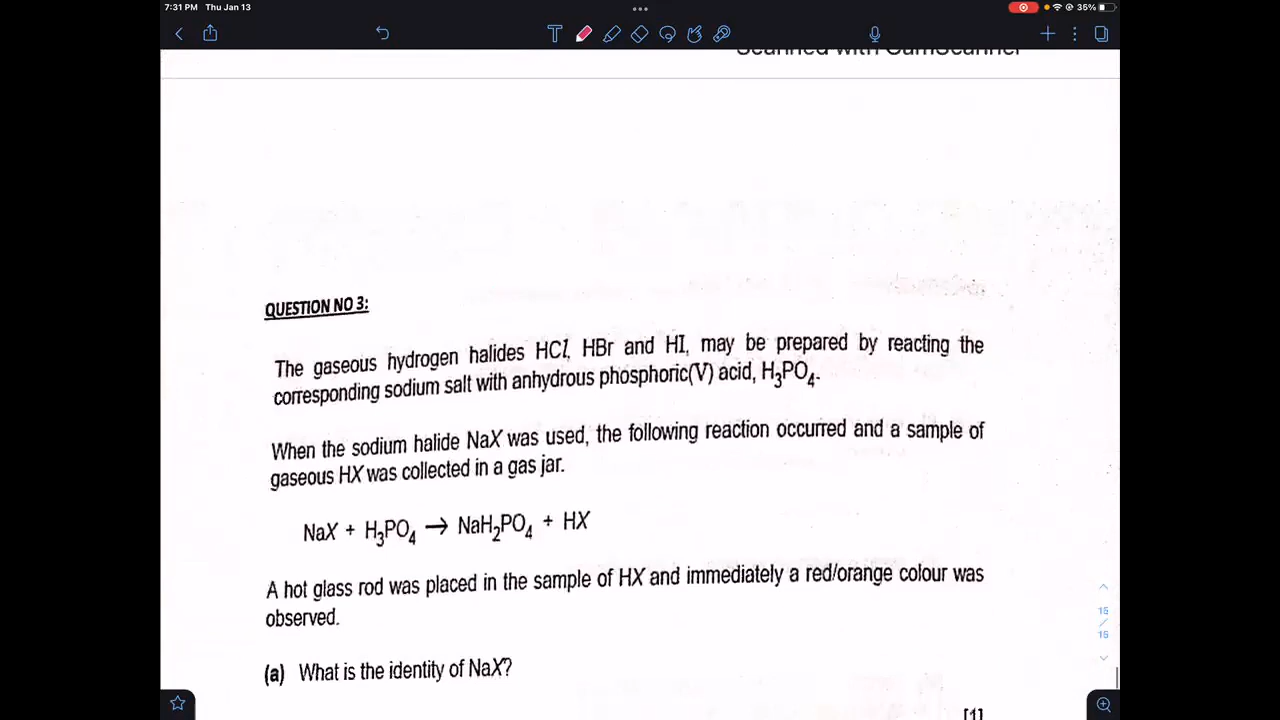 7:31 PM Thu Jan 13
35%
Scanned with CamScanner
QUESTION NO 3:
The gaseous hydrogen halides HCl, HBr and HI, may be prepared by reacting the
corresponding sodium salt with anhydrous phosphoric(V) acid, H₃PO₄.
When the sodium halide NaX was used, the following reaction occurred and a sample of
gaseous HX was collected in a gas jar.
NaX + H₃PO₄ → NaH₂PO₄ + HX
A hot glass rod was placed in the sample of HX and immediately a red/orange colour was
observed.
15
/
15
(a) What is the identity of NaX?
[1]